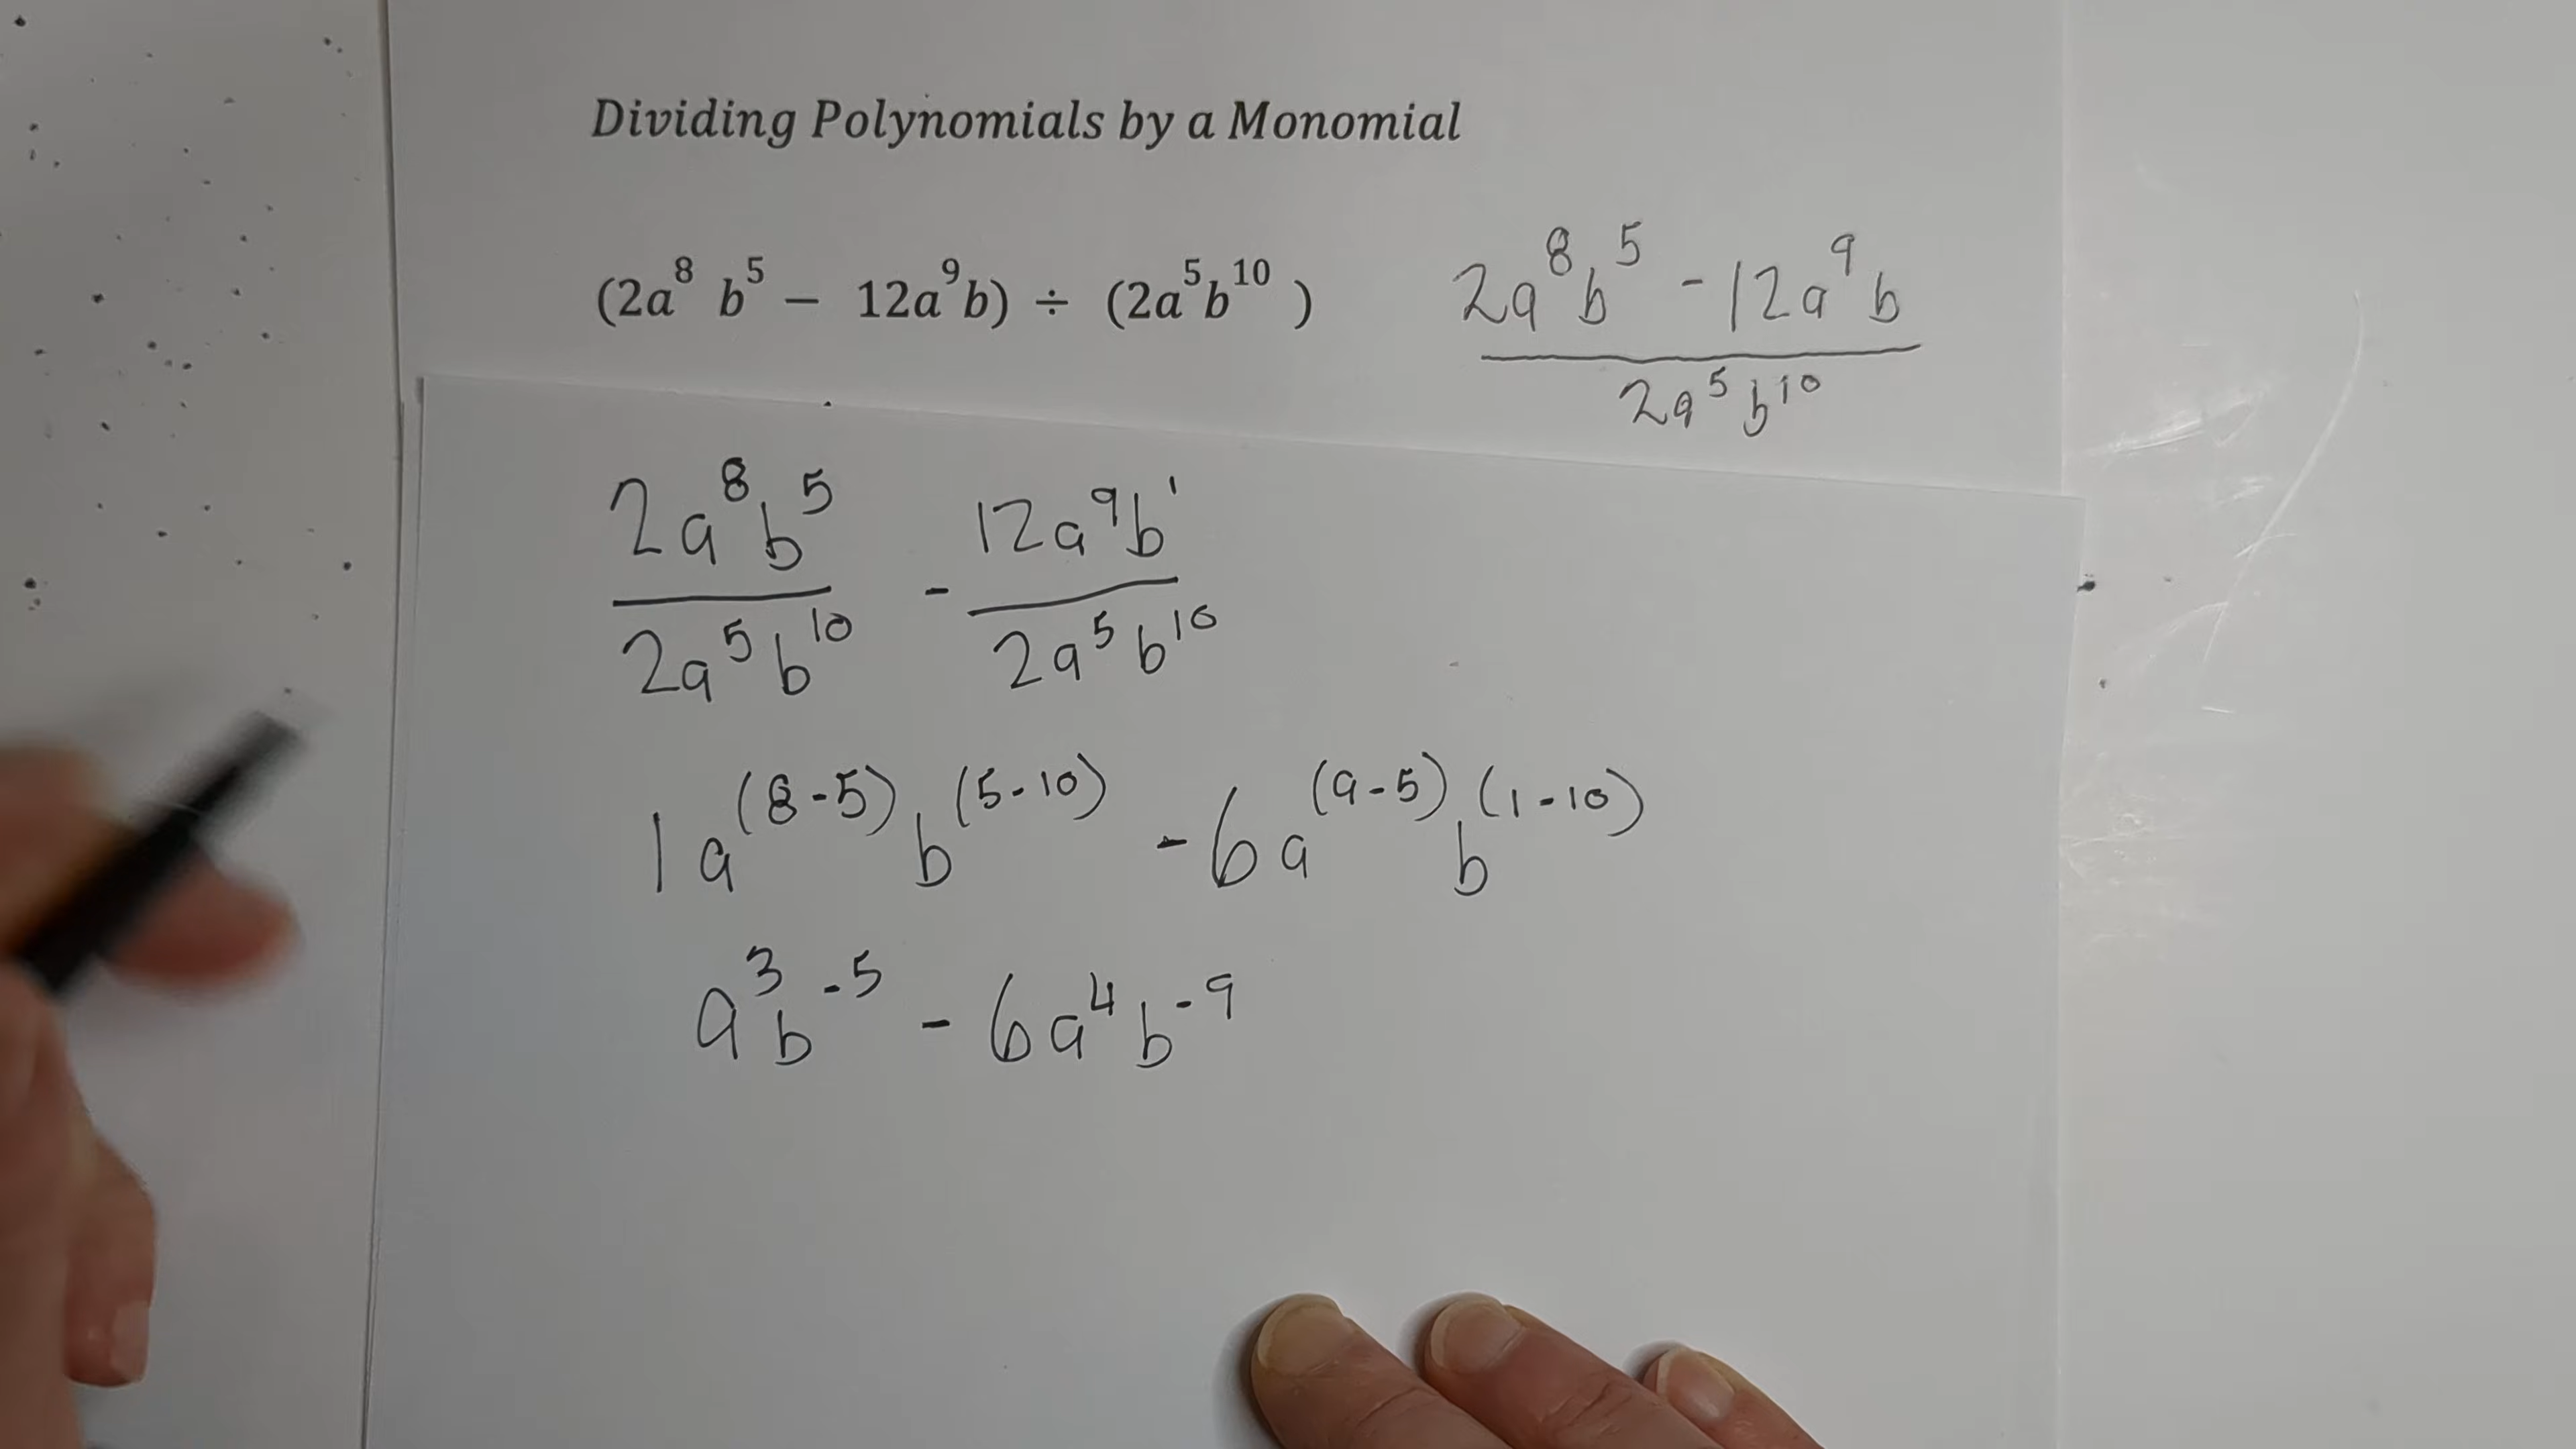 Dividing Polynomials by a Monomial
(2a⁸ b⁵ − 12a⁹b) ÷ (2a⁵b¹⁰ )
2a⁸b⁵ - 12a⁹b
2a⁵b¹⁰
2a⁸b⁵ - 12a⁹b¹
2a⁵b¹⁰ 2a⁵b¹⁰
1a⁽⁸⁻⁵⁾b⁽⁵⁻¹⁰⁾ - 6a⁽⁹⁻⁵⁾b⁽¹⁻¹⁰⁾
a³b⁻⁵ - 6a⁴b⁻⁹